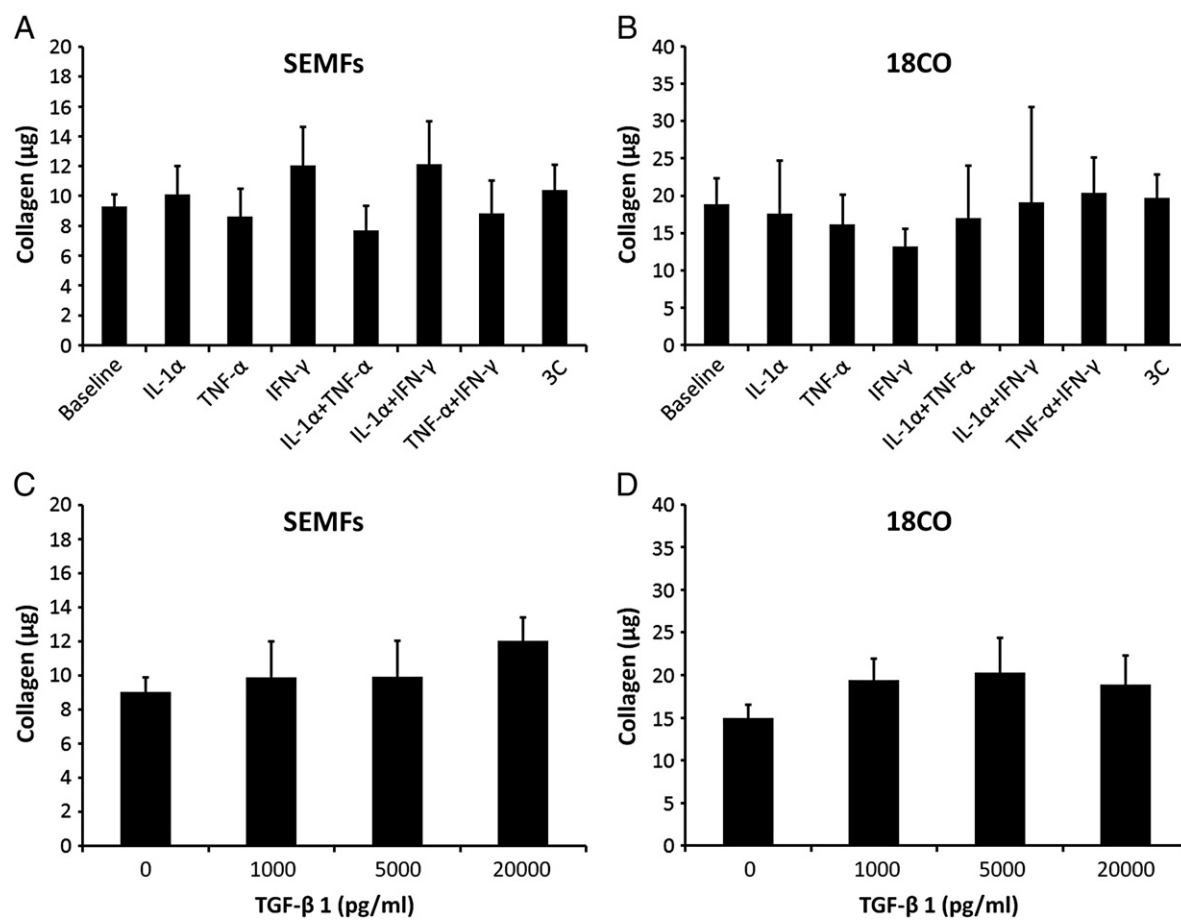 A
SEMFs
Collagen (µg)
20
18
16
14
12
10
8
6
4
2
0
Baseline
IL-1α
TNF-α
IFN-γ
IL-1α+TNF-α
IL-1α+IFN-γ
TNF-α+IFN-γ
3C
B
18CO
Collagen (µg)
40
35
30
25
20
15
10
5
0
Baseline
IL-1α
TNF-α
IFN-γ
IL-1α+TNF-α
IL-1α+IFN-γ
TNF-α+IFN-γ
3C
C
SEMFs
Collagen (µg)
20
18
16
14
12
10
8
6
4
2
0
0 1000 5000 20000
TGF-β 1 (pg/ml)
D
18CO
Collagen (µg)
40
35
30
25
20
15
10
5
0
0 1000 5000 20000
TGF-β 1 (pg/ml)